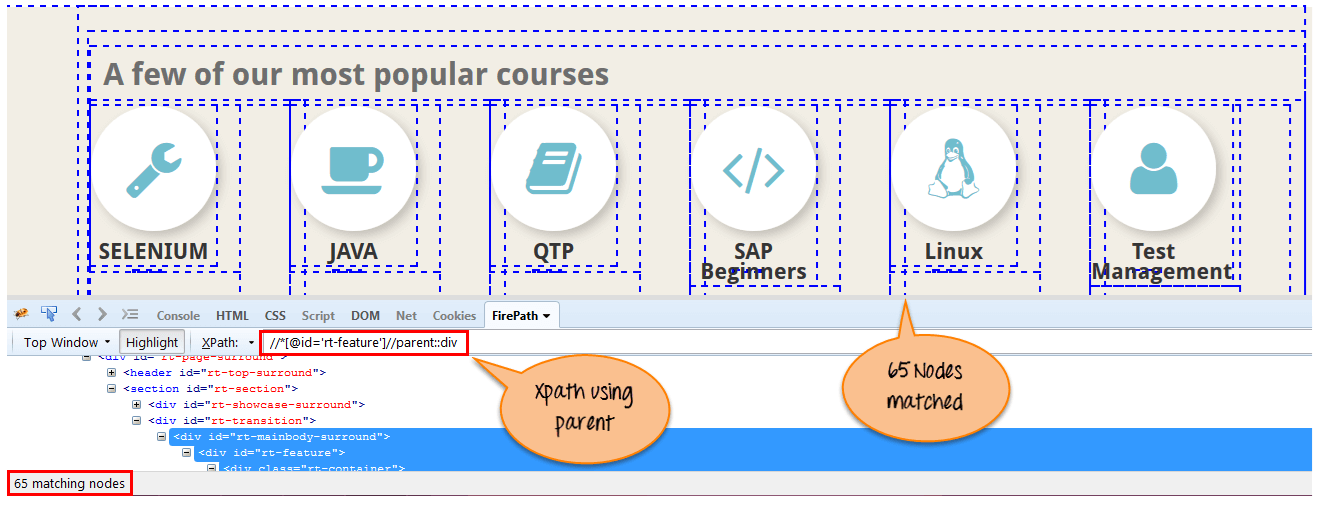 A few of our most popular courses
SELENIUM
JAVA
QTP
SAP
Beginners
Linux
Test
Management
Console HTML CSS Script DOM Net Cookies FirePath
Top Window Highlight XPath: //*[@id='rt-feature']//parent::div
<div id="rt-page-surround">
<header id="rt-top-surround">
<section id="rt-section">
<div id="rt-showcase-surround">
<div id="rt-transition">
<div id="rt-mainbody-surround">
<div id="rt-feature">
<div class="rt-container">
65 matching nodes
Xpath using
parent
65 Nodes
matched